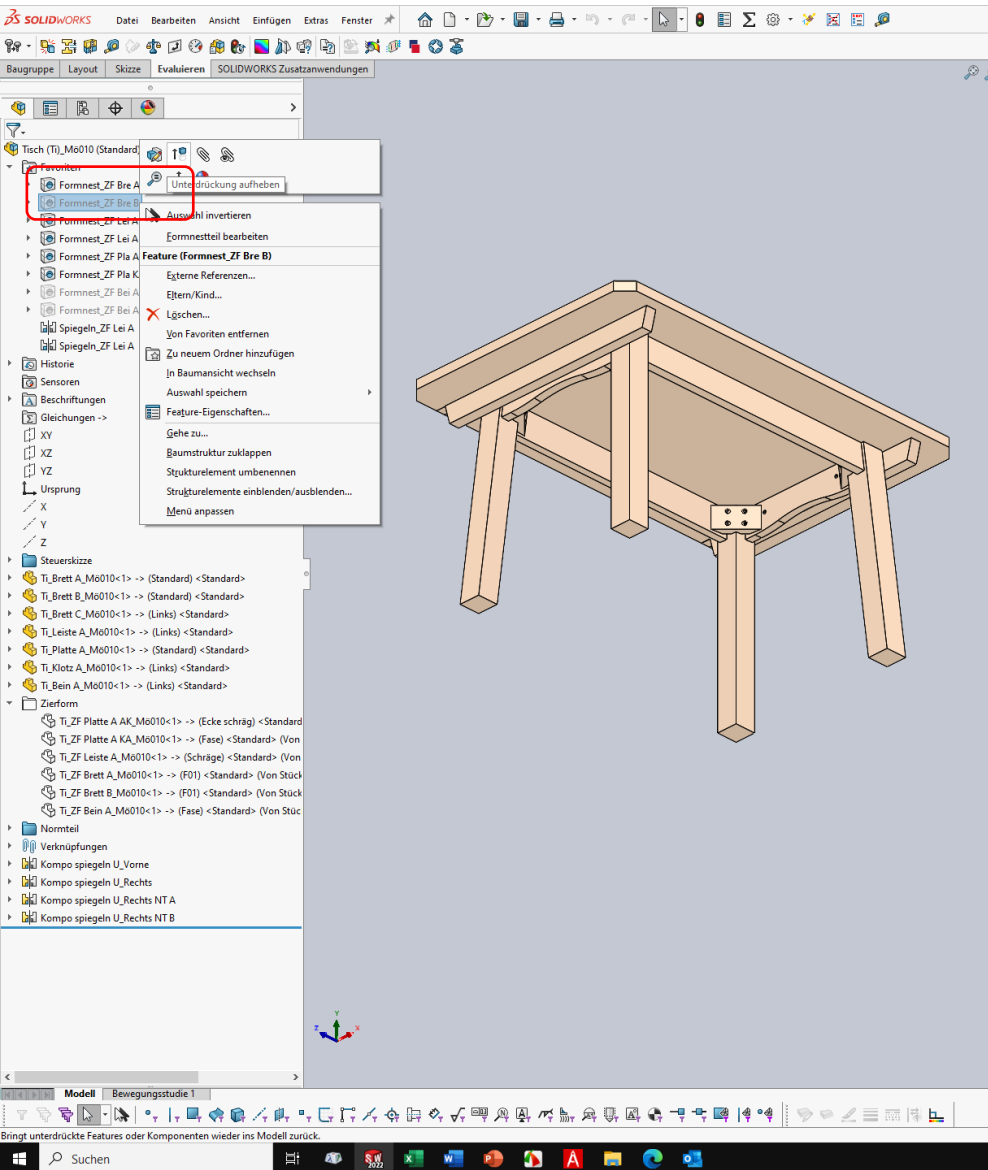 SOLIDWORKS Datei Bearbeiten Ansicht Einfügen Extras Fenster
Baugruppe Layout Skizze Evaluieren SOLIDWORKS Zusatzanwendungen
Tisch (Ti)_Mö010 (Standard)
Favoriten
Formnest_ZF Bre A
Formnest_ZF Bre B
Formnest_ZF Lei A
Formnest_ZF Lei A
Formnest_ZF Pla A
Formnest_ZF Pla K
Formnest_ZF Bei A
Formnest_ZF Bei A
Spiegeln_ZF Lei A
Spiegeln_ZF Lei A
Historie
Sensoren
Beschriftungen
Gleichungen ->
XY
XZ
YZ
Ursprung
X
Y
Z
Steuerskizze
Ti_Brett A_Mö010<1> -> (Standard) <Standard>
Ti_Brett B_Mö010<1> -> (Standard) <Standard>
Ti_Brett C_Mö010<1> -> (Links) <Standard>
Ti_Leiste A_Mö010<1> -> (Links) <Standard>
Ti_Platte A_Mö010<1> -> (Standard) <Standard>
Ti_Klotz A_Mö010<1> -> (Links) <Standard>
Ti_Bein A_Mö010<1> -> (Links) <Standard>
Zierform
Ti_ZF Platte A AK_Mö010<1> -> (Ecke schräg) <Standard
Ti_ZF Platte A KA_Mö010<1> -> (Fase) <Standard> (Von
Ti_ZF Leiste A_Mö010<1> -> (Schräge) <Standard> (Von
Ti_ZF Brett A_Mö010<1> -> (F01) <Standard> (Von Stück
Ti_ZF Brett B_Mö010<1> -> (F01) <Standard> (Von Stück
Ti_ZF Bein A_Mö010<1> -> (Fase) <Standard> (Von Stüc
Normteil
Verknüpfungen
Kompo spiegeln U_Vorne
Kompo spiegeln U_Rechts
Kompo spiegeln U_Rechts NT A
Kompo spiegeln U_Rechts NT B
Unterdrückung aufheben
Auswahl invertieren
Formnestteil bearbeiten
Feature (Formnest_ZF Bre B)
Externe Referenzen...
Eltern/Kind...
Löschen...
Von Favoriten entfernen
Zu neuem Ordner hinzufügen
In Baumansicht wechseln
Auswahl speichern
Feature-Eigenschaften...
Gehe zu...
Baumstruktur zuklappen
Strukturelement umbenennen
Strukturelemente einblenden/ausblenden...
Menü anpassen
Y
Z X
Modell Bewegungsstudie 1
Bringt unterdrückte Features oder Komponenten wieder ins Modell zurück.
Suchen
SW
2022